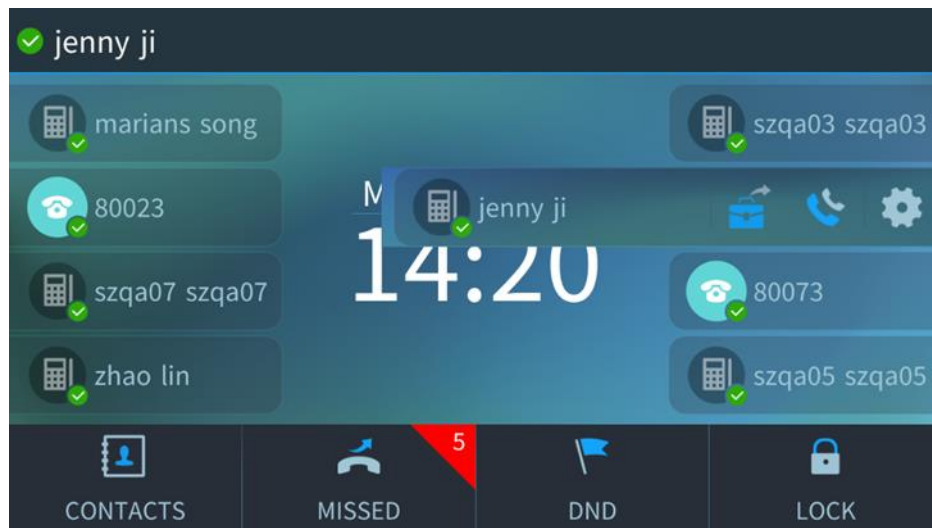 jenny ji
marians song
szqa03 szqa03
80023
M
jenny ji
14:20
szqa07 szqa07
80073
zhao lin
szqa05 szqa05
5
CONTACTS
MISSED
DND
LOCK